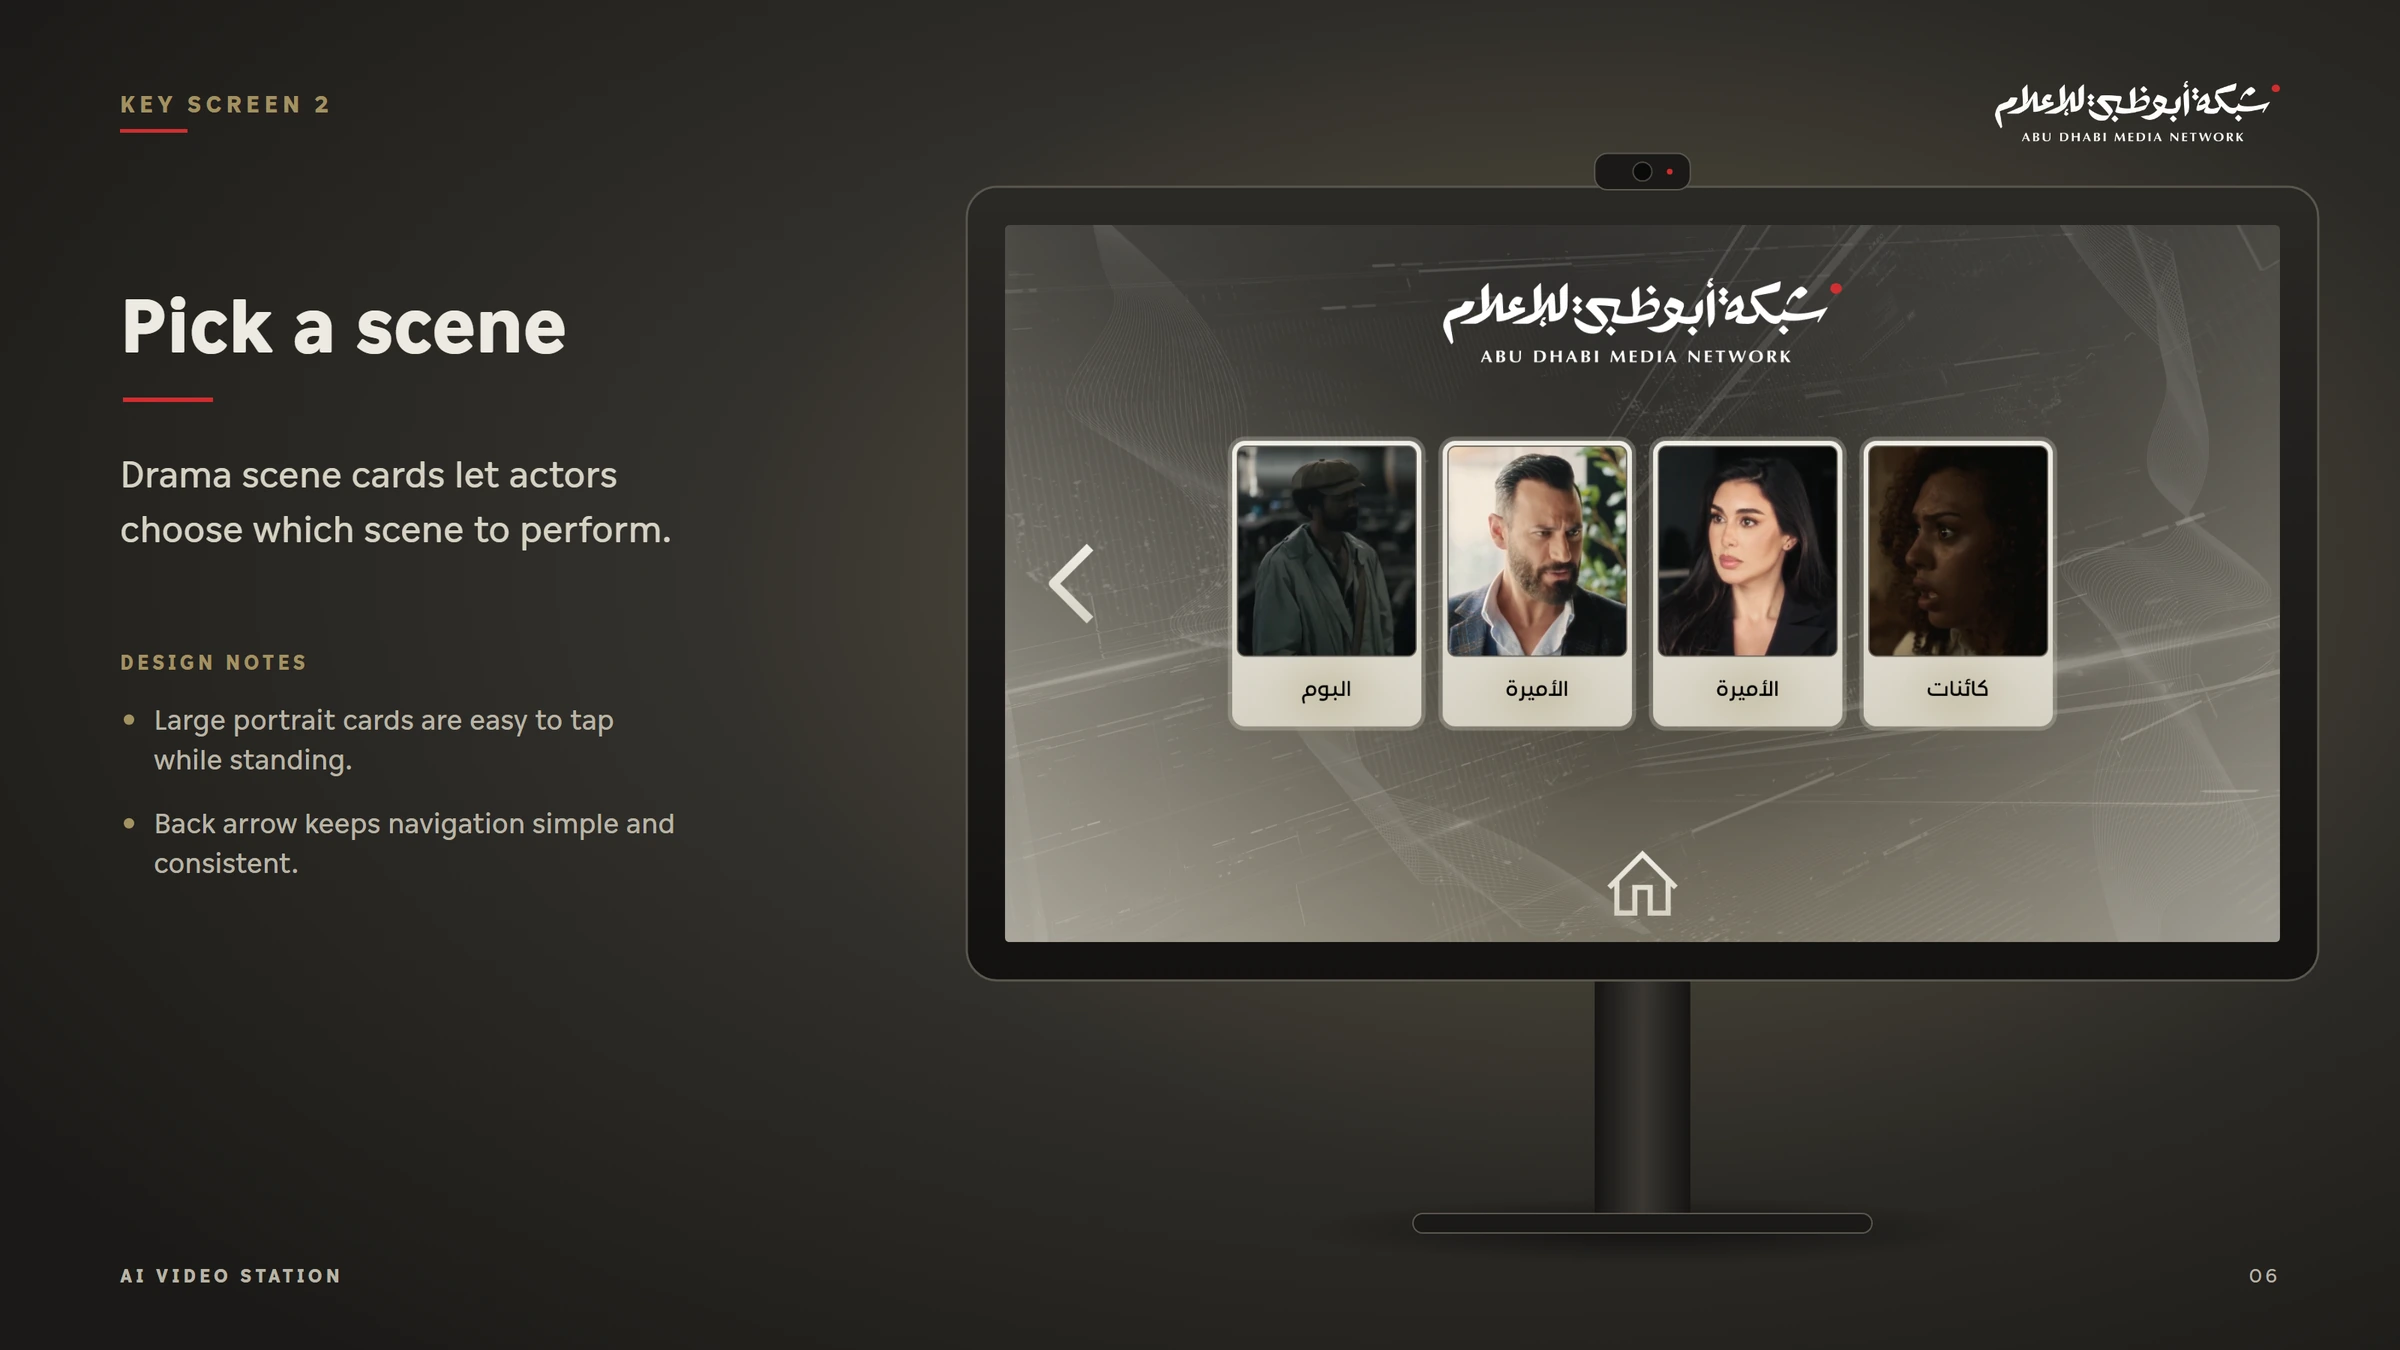 KEY SCREEN 2
شبكة أبوظبي للإعلام
ABU DHABI MEDIA NETWORK
Pick a scene
Drama scene cards let actors
choose which scene to perform.
DESIGN NOTES
Large portrait cards are easy to tap
while standing.
Back arrow keeps navigation simple and
consistent.
شبكة أبوظبي للإعلام
ABU DHABI MEDIA NETWORK
كائنات
الأميرة
الأميرة
البوم
AI VIDEO STATION
06